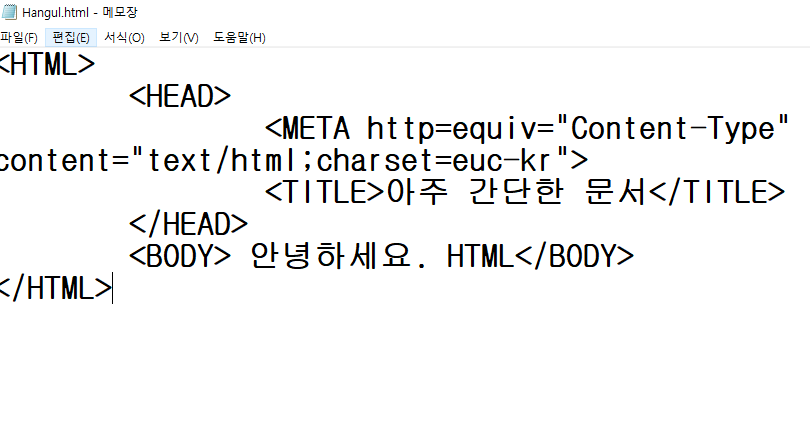 Hangul.html - 메모장
파일(F) 편집(E) 서식(O) 보기(V) 도움말(H)
<HTML>
<HEAD>
<META http=equiv="Content-Type"
content="text/html;charset=euc-kr">
<TITLE>아주 간단한 문서</TITLE>
</HEAD>
<BODY> 안녕하세요. HTML</BODY>
</HTML>